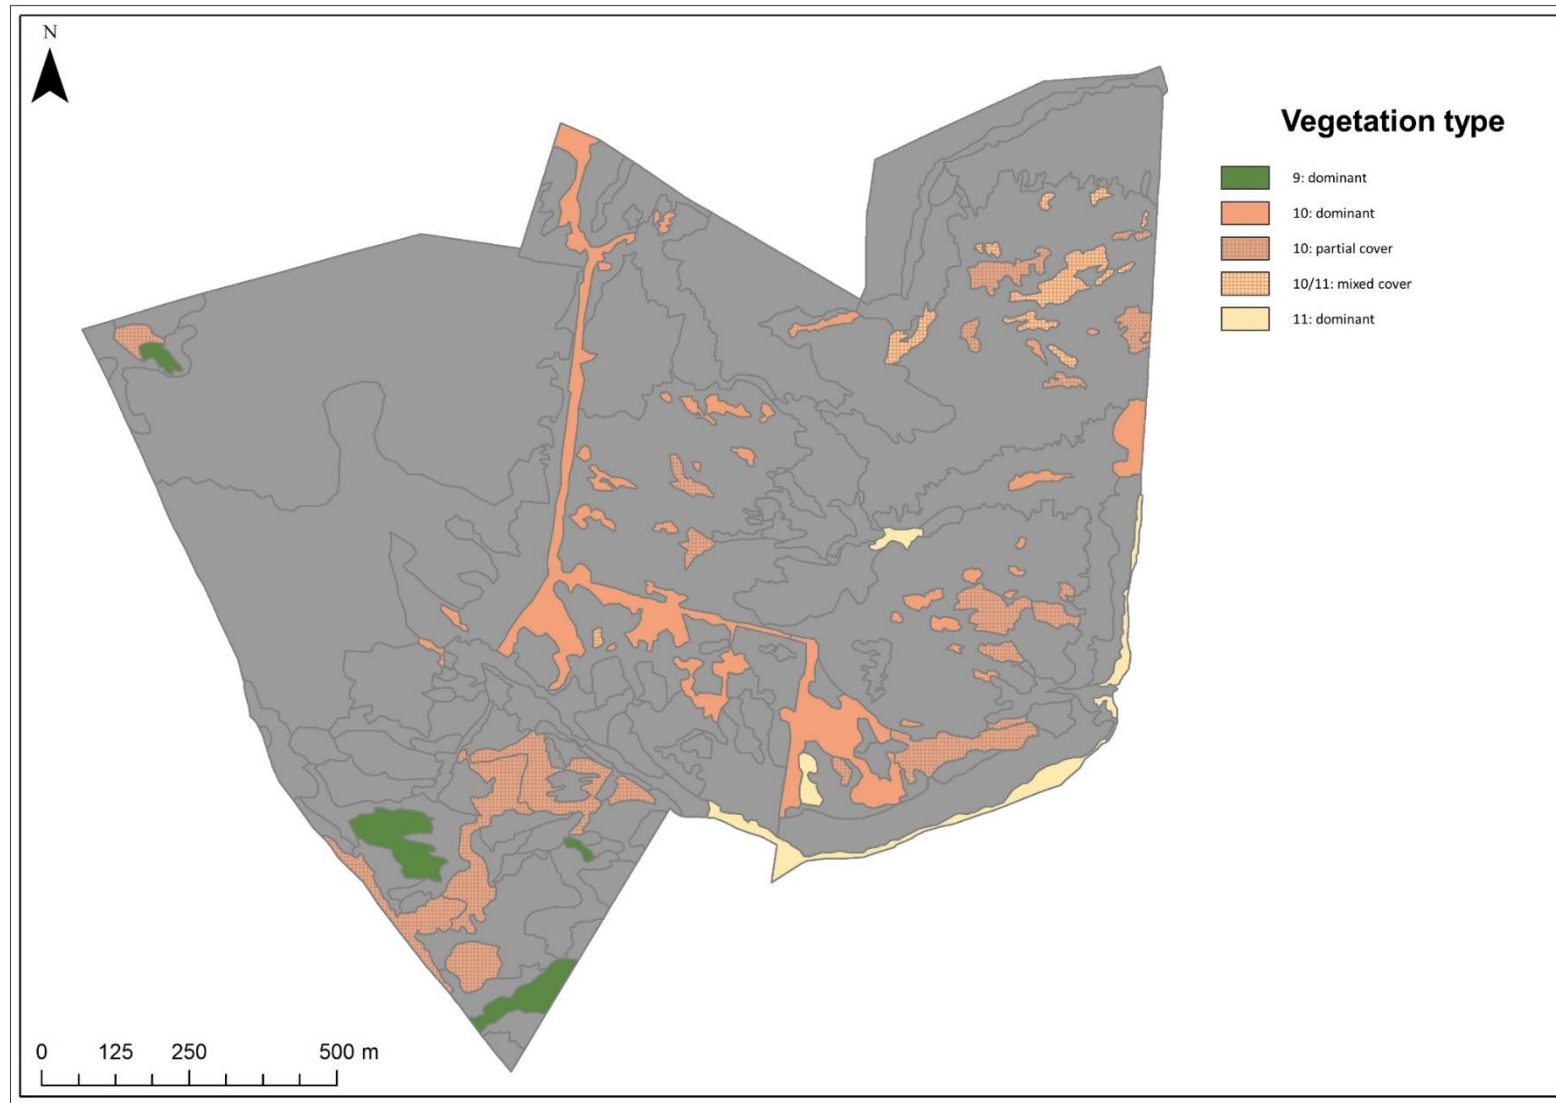 N
Vegetation type
9: dominant
10: dominant
10: partial cover
10/11: mixed cover
11: dominant
0 125 250 500 m